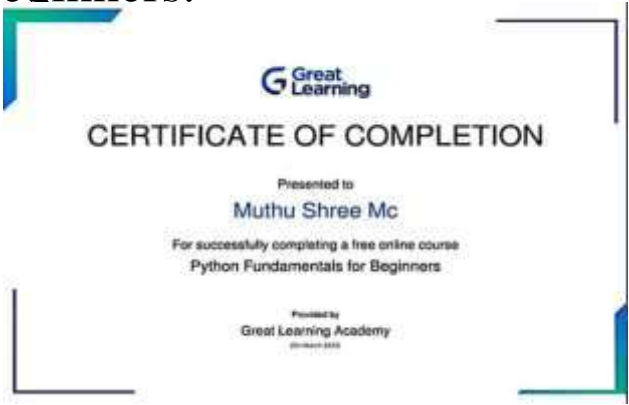 Great
Learning
CERTIFICATE OF COMPLETION
Presented to
Muthu Shree Mc
For successfully completing a free online course
Python Fundamentals for Beginners
Provided by
Great Learning Academy